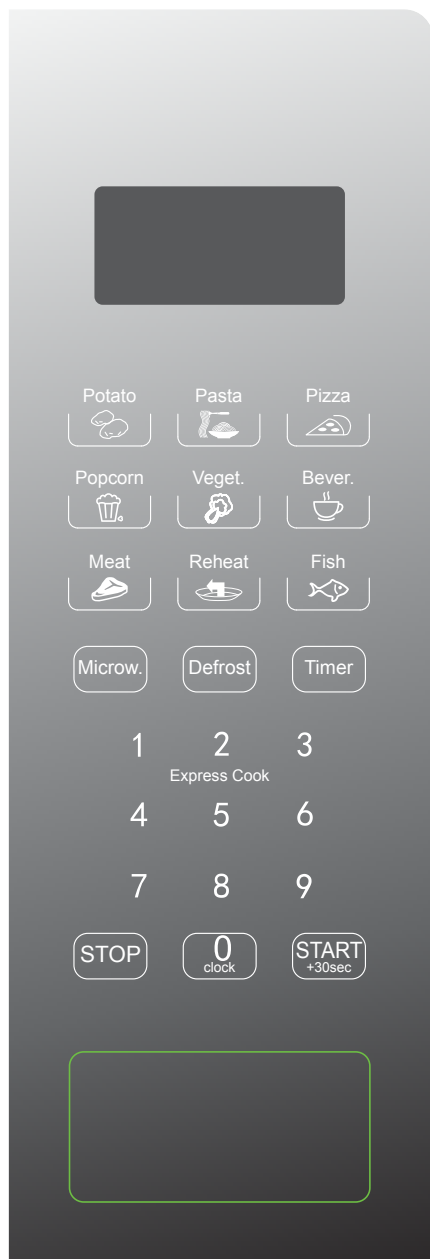 Potato Pasta Pizza
Popcorn Veget. Bever.
Meat Reheat Fish
Microw. Defrost Timer
1 2 3
Express Cook
4 5 6
7 8 9
STOP 0 START
clock +30sec